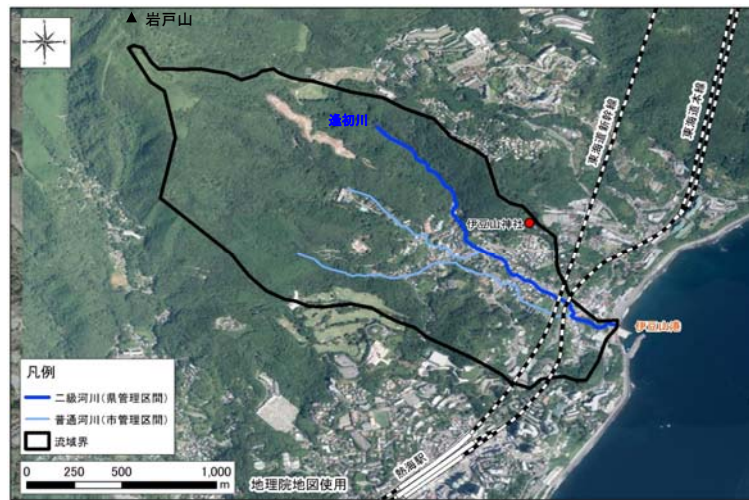 ▲ 岩戸山
逢初川
東海道新幹線
東海道本線
伊豆山神社
伊豆山港
凡例
二級河川(県管理区間)
普通河川(市管理区間)
流域界
熱海駅
0 250 500 1,000
m
地理院地図使用